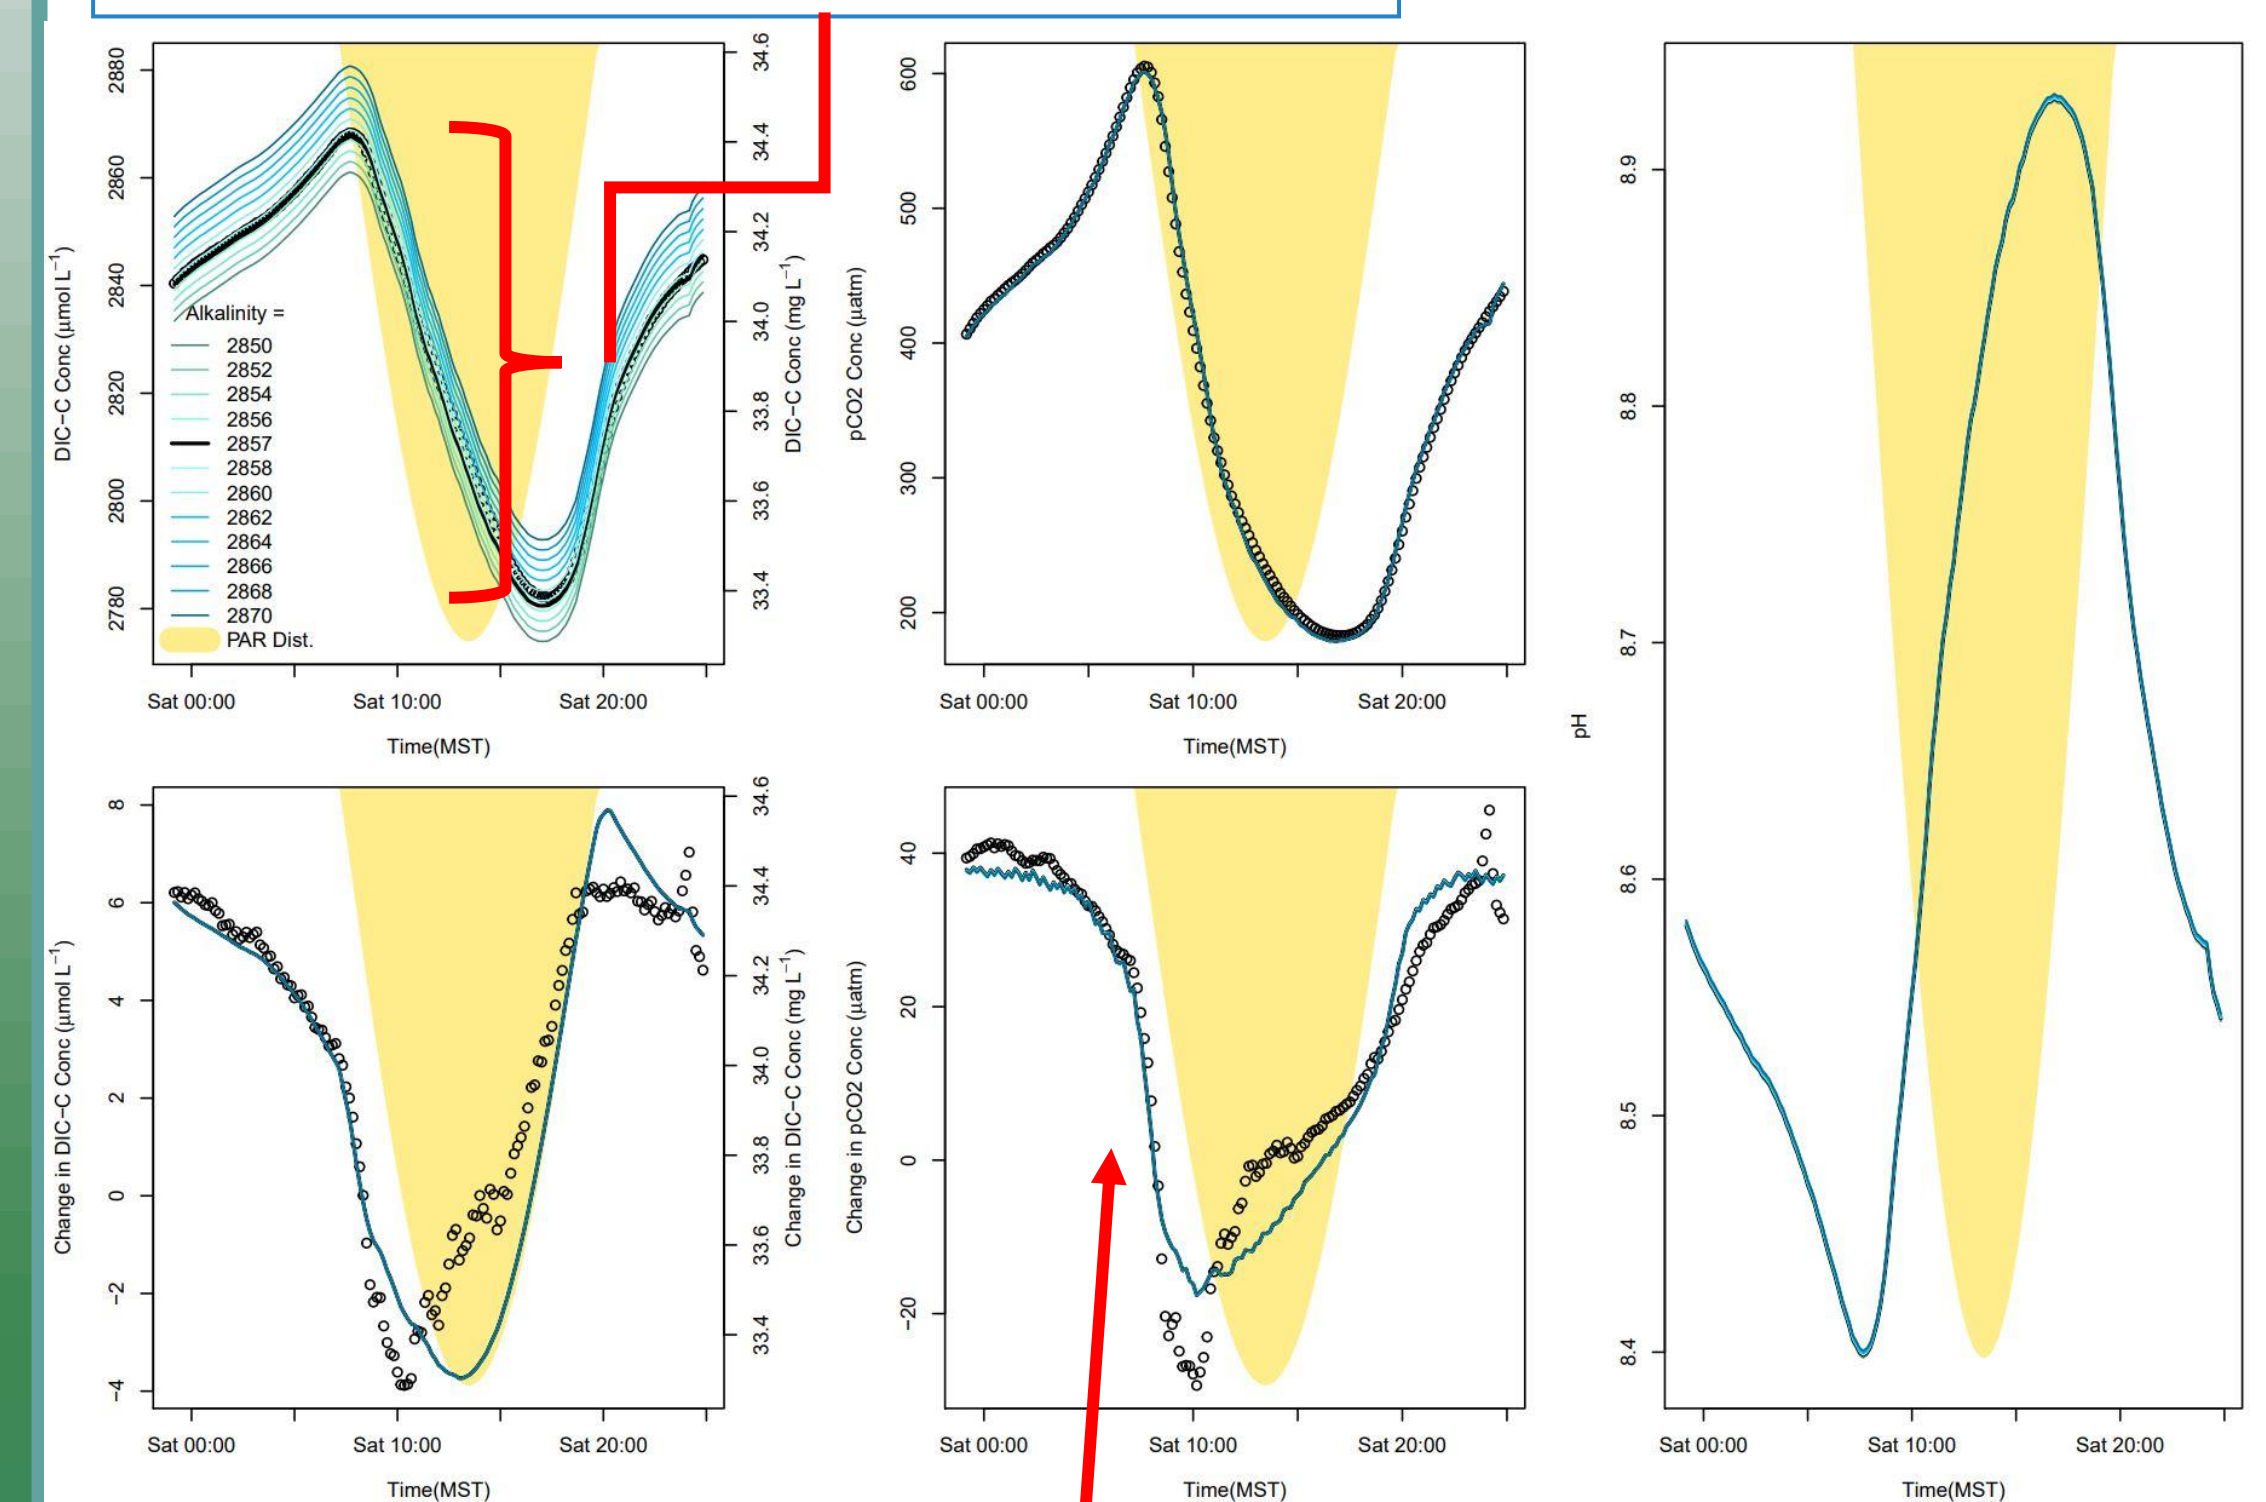 2880
2860
2840
2820
2800
2780
DIC−C Conc (μmol L−1)
34.6
34.4
34.2
34.0
33.8
33.6
33.4
DIC−C Conc (mg L−1)
Alkalinity =
2850
2852
2854
2856
2857
2858
2860
2862
2864
2866
2868
2870
PAR Dist.
Sat 00:00 Sat 10:00 Sat 20:00
Time(MST)
600
500
400
300
200
pCO2 Conc (μatm)
Sat 00:00 Sat 10:00 Sat 20:00
Time(MST)
8
6
4
2
0
−2
−4
Change in DIC−C Conc (μmol L−1)
34.6
34.4
34.2
34.0
33.8
33.6
33.4
Change in DIC−C Conc (mg L−1)
Sat 00:00 Sat 10:00 Sat 20:00
Time(MST)
40
20
0
−20
Change in pCO2 Conc (μatm)
Sat 00:00 Sat 10:00 Sat 20:00
Time(MST)
8.9
8.8
8.7
8.6
8.5
8.4
pH
Sat 00:00 Sat 10:00 Sat 20:00
Time(MST)